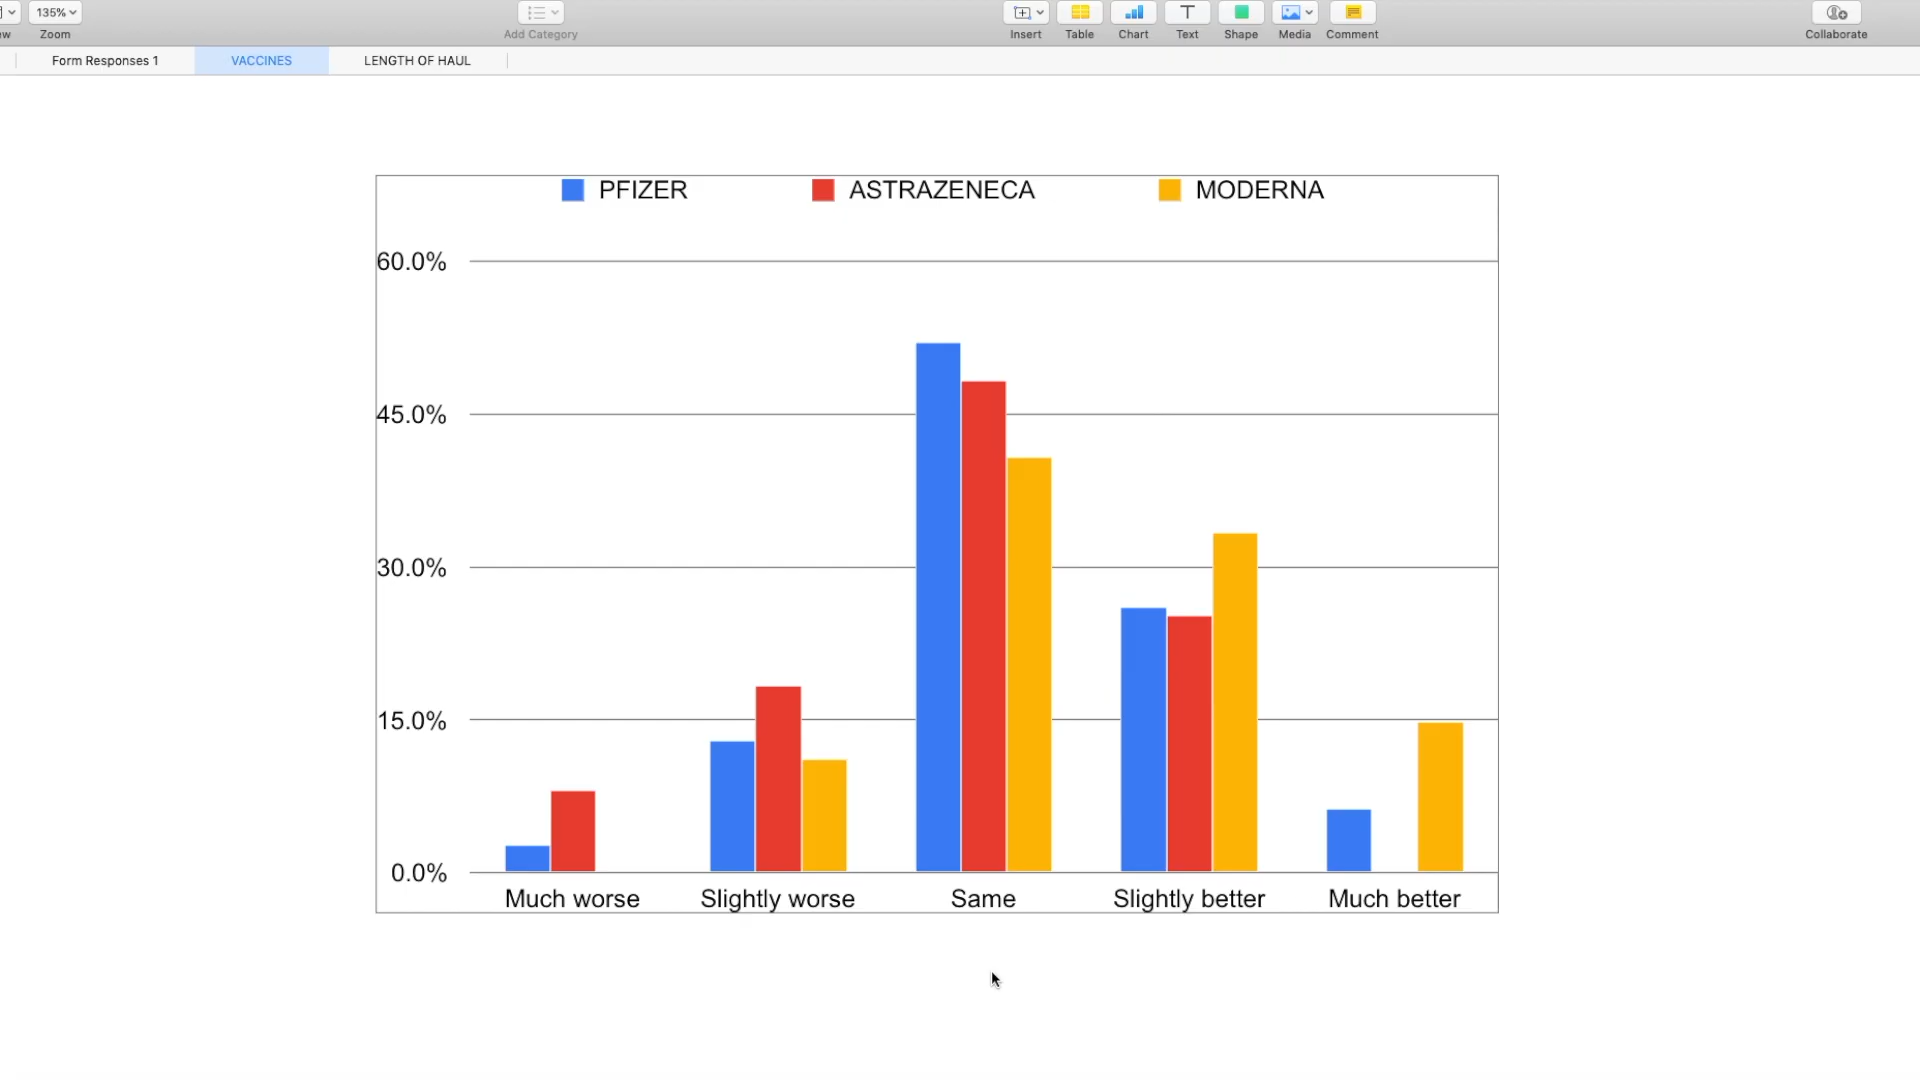 135%
Zoom
Add Category
Insert
Table
Chart
Text
Shape
Media
Comment
Collaborate
Form Responses 1
VACCINES
LENGTH OF HAUL
PFIZER
ASTRAZENECA
MODERNA
60.0%
45.0%
30.0%
15.0%
0.0%
Much worse
Slightly worse
Same
Slightly better
Much better